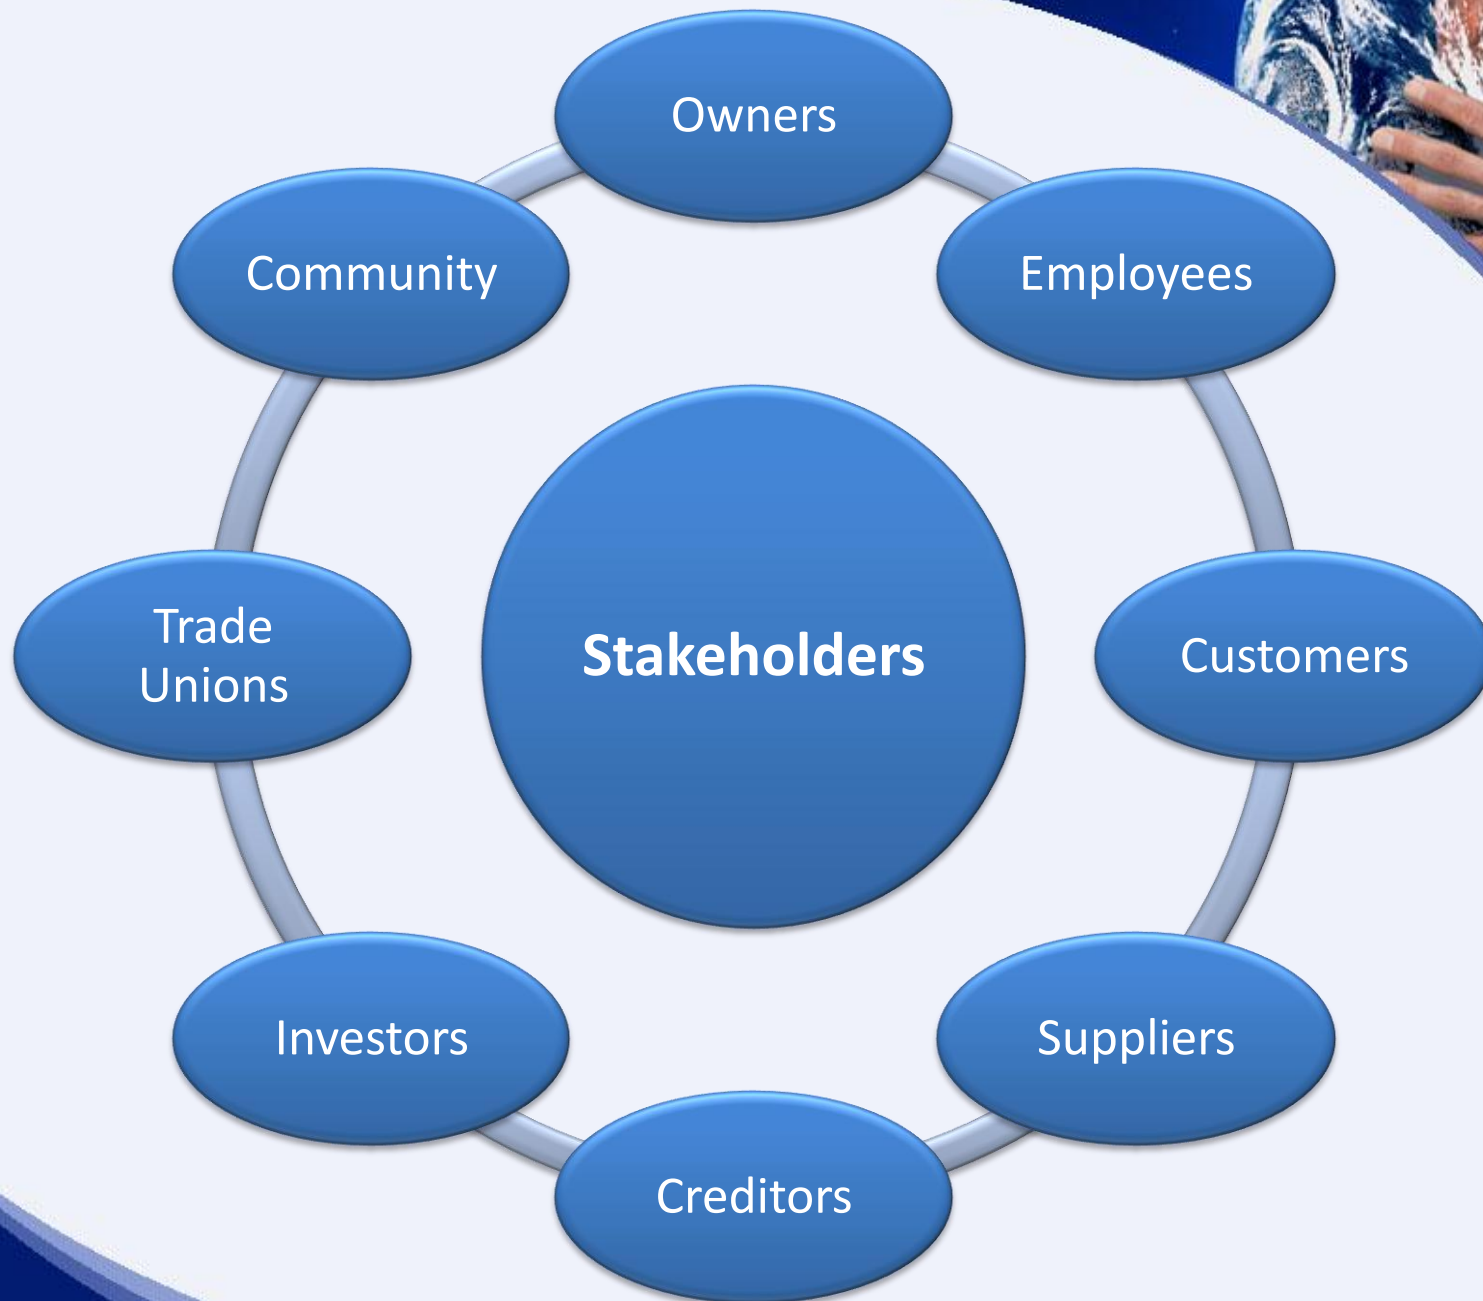 Owners
Community
Employees
Trade
Unions
Stakeholders
Customers
Investors
Suppliers
Creditors